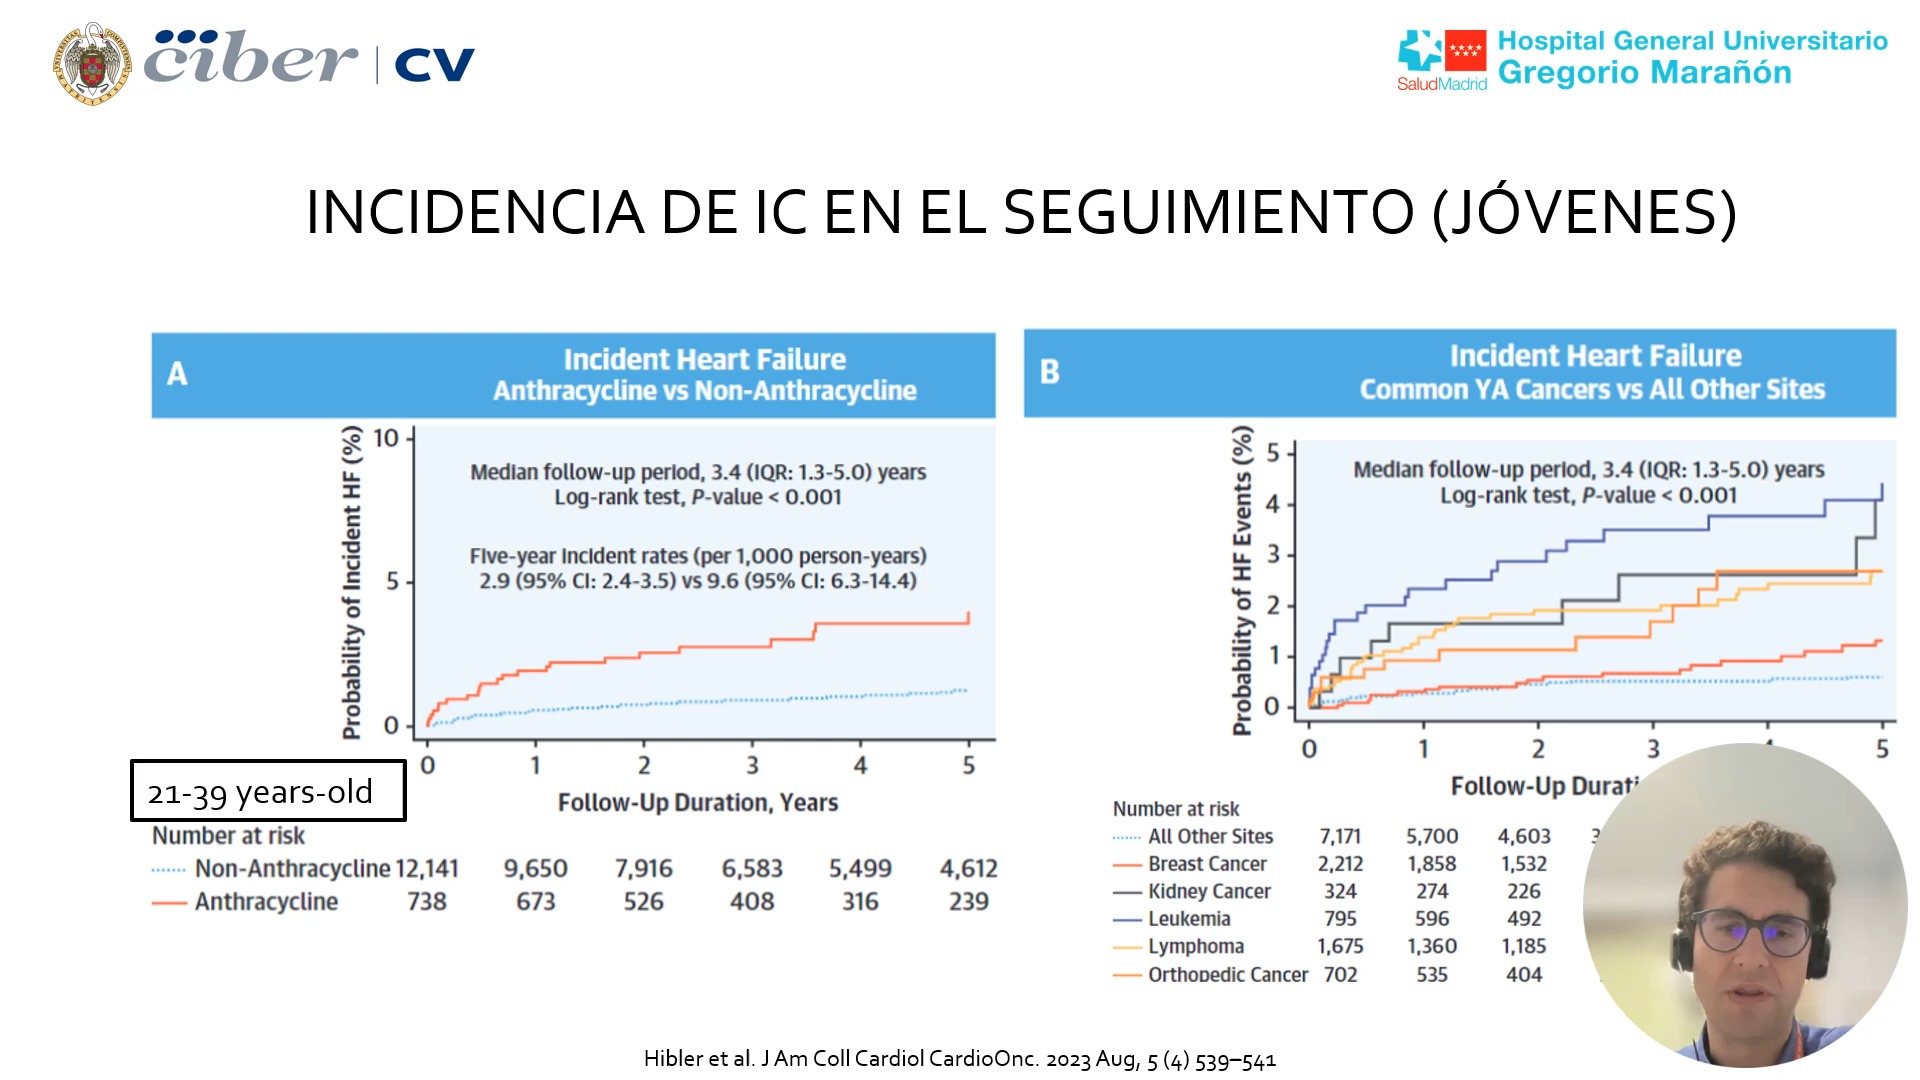 ciber | CV
SaludMadrid
Hospital General Universitario
Gregorio Marañón
INCIDENCIA DE IC EN EL SEGUIMIENTO (JÓVENES)
A
Incident Heart Failure
Anthracycline vs Non-Anthracycline
Probability of Incident HF (%)
10
5
0
Median follow-up period, 3.4 (IQR: 1.3-5.0) years
Log-rank test, P-value < 0.001
Five-year incident rates (per 1,000 person-years)
2.9 (95% CI: 2.4-3.5) vs 9.6 (95% CI: 6.3-14.4)
0 1 2 3 4 5
Follow-Up Duration, Years
21-39 years-old
Number at risk
Non-Anthracycline 12,141 9,650 7,916 6,583 5,499 4,612
Anthracycline 738 673 526 408 316 239
B
Incident Heart Failure
Common YA Cancers vs All Other Sites
Probability of HF Events (%)
5
4
3
2
1
0
Median follow-up period, 3.4 (IQR: 1.3-5.0) years
Log-rank test, P-value < 0.001
0 1 2 3 5
Follow-Up
Number at risk
All Other Sites 7,171 5,700 4,603
Breast Cancer 2,212 1,858 1,532
Kidney Cancer 324 274 226
Leukemia 795 596 492
Lymphoma 1,675 1,360 1,185
Orthopedic Cancer 702 535 404
Hibler et al. J Am Coll Cardiol CardioOnc. 2023 Aug, 5 (4) 539–541